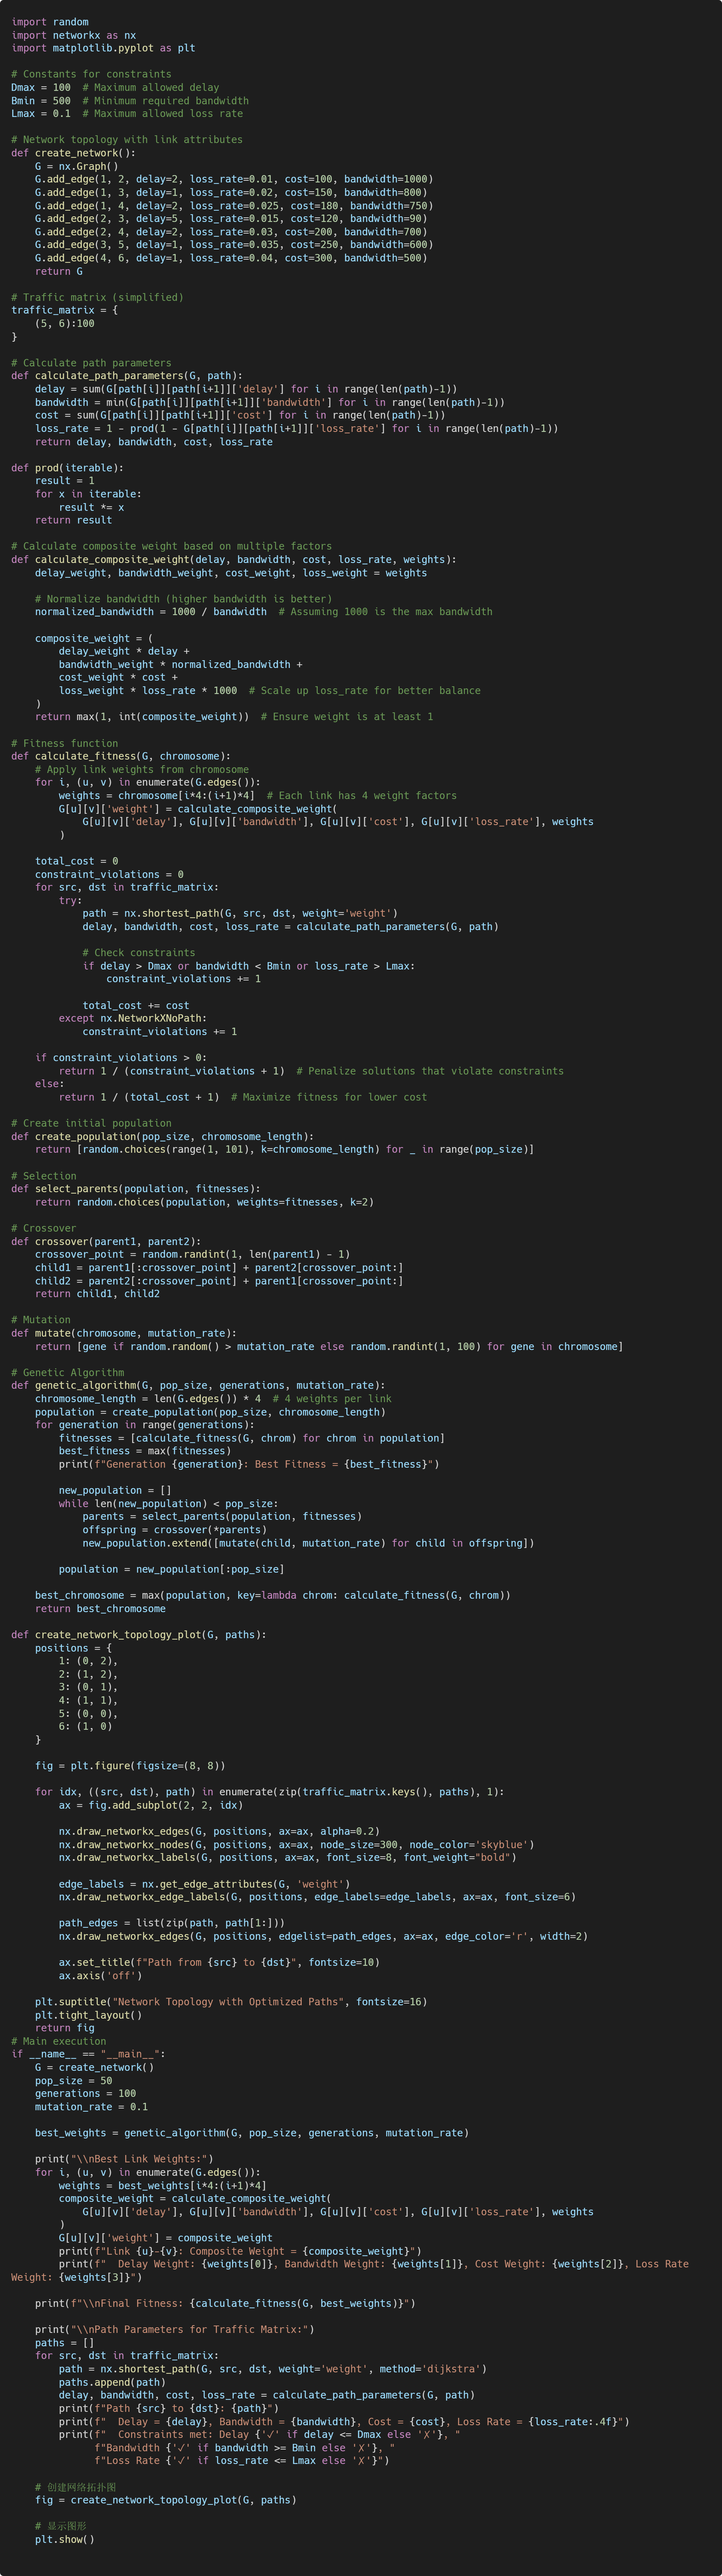 import random
import networkx as nx
import matplotlib.pyplot as plt

# Constants for constraints
Dmax = 100  # Maximum allowed delay
Bmin = 500  # Minimum required bandwidth
Lmax = 0.1  # Maximum allowed loss rate

# Network topology with link attributes
def create_network():
    G = nx.Graph()
    G.add_edge(1, 2, delay=2, loss_rate=0.01, cost=100, bandwidth=1000)
    G.add_edge(1, 3, delay=1, loss_rate=0.02, cost=150, bandwidth=800)
    G.add_edge(1, 4, delay=2, loss_rate=0.025, cost=180, bandwidth=750)
    G.add_edge(2, 3, delay=5, loss_rate=0.015, cost=120, bandwidth=90)
    G.add_edge(2, 4, delay=2, loss_rate=0.03, cost=200, bandwidth=700)
    G.add_edge(3, 5, delay=1, loss_rate=0.035, cost=250, bandwidth=600)
    G.add_edge(4, 6, delay=1, loss_rate=0.04, cost=300, bandwidth=500)
    return G

# Traffic matrix (simplified)
traffic_matrix = {
    (5, 6):100
}

# Calculate path parameters
def calculate_path_parameters(G, path):
    delay = sum(G[path[i]][path[i+1]]['delay'] for i in range(len(path)-1))
    bandwidth = min(G[path[i]][path[i+1]]['bandwidth'] for i in range(len(path)-1))
    cost = sum(G[path[i]][path[i+1]]['cost'] for i in range(len(path)-1))
    loss_rate = 1 - prod(1 - G[path[i]][path[i+1]]['loss_rate'] for i in range(len(path)-1))
    return delay, bandwidth, cost, loss_rate

def prod(iterable):
    result = 1
    for x in iterable:
        result *= x
    return result

# Calculate composite weight based on multiple factors
def calculate_composite_weight(delay, bandwidth, cost, loss_rate, weights):
    delay_weight, bandwidth_weight, cost_weight, loss_weight = weights

    # Normalize bandwidth (higher bandwidth is better)
    normalized_bandwidth = 1000 / bandwidth  # Assuming 1000 is the max bandwidth

    composite_weight = (
        delay_weight * delay +
        bandwidth_weight * normalized_bandwidth +
        cost_weight * cost +
        loss_weight * loss_rate * 1000  # Scale up loss_rate for better balance
    )
    return max(1, int(composite_weight))  # Ensure weight is at least 1

# Fitness function
def calculate_fitness(G, chromosome):
    # Apply link weights from chromosome
    for i, (u, v) in enumerate(G.edges()):
        weights = chromosome[i*4:(i+1)*4]  # Each link has 4 weight factors
        G[u][v]['weight'] = calculate_composite_weight(
            G[u][v]['delay'], G[u][v]['bandwidth'], G[u][v]['cost'], G[u][v]['loss_rate'], weights
        )

    total_cost = 0
    constraint_violations = 0
    for src, dst in traffic_matrix:
        try:
            path = nx.shortest_path(G, src, dst, weight='weight')
            delay, bandwidth, cost, loss_rate = calculate_path_parameters(G, path)

            # Check constraints
            if delay > Dmax or bandwidth < Bmin or loss_rate > Lmax:
                constraint_violations += 1

            total_cost += cost
        except nx.NetworkXNoPath:
            constraint_violations += 1

    if constraint_violations > 0:
        return 1 / (constraint_violations + 1)  # Penalize solutions that violate constraints
    else:
        return 1 / (total_cost + 1)  # Maximize fitness for lower cost

# Create initial population
def create_population(pop_size, chromosome_length):
    return [random.choices(range(1, 101), k=chromosome_length) for _ in range(pop_size)]

# Selection
def select_parents(population, fitnesses):
    return random.choices(population, weights=fitnesses, k=2)

# Crossover
def crossover(parent1, parent2):
    crossover_point = random.randint(1, len(parent1) - 1)
    child1 = parent1[:crossover_point] + parent2[crossover_point:]
    child2 = parent2[:crossover_point] + parent1[crossover_point:]
    return child1, child2

# Mutation
def mutate(chromosome, mutation_rate):
    return [gene if random.random() > mutation_rate else random.randint(1, 100) for gene in chromosome]

# Genetic Algorithm
def genetic_algorithm(G, pop_size, generations, mutation_rate):
    chromosome_length = len(G.edges()) * 4  # 4 weights per link
    population = create_population(pop_size, chromosome_length)
    for generation in range(generations):
        fitnesses = [calculate_fitness(G, chrom) for chrom in population]
        best_fitness = max(fitnesses)
        print(f"Generation {generation}: Best Fitness = {best_fitness}")

        new_population = []
        while len(new_population) < pop_size:
            parents = select_parents(population, fitnesses)
            offspring = crossover(*parents)
            new_population.extend([mutate(child, mutation_rate) for child in offspring])

        population = new_population[:pop_size]

    best_chromosome = max(population, key=lambda chrom: calculate_fitness(G, chrom))
    return best_chromosome

def create_network_topology_plot(G, paths):
    positions = {
        1: (0, 2),
        2: (1, 2),
        3: (0, 1),
        4: (1, 1),
        5: (0, 0),
        6: (1, 0)
    }

    fig = plt.figure(figsize=(8, 8))

    for idx, ((src, dst), path) in enumerate(zip(traffic_matrix.keys(), paths), 1):
        ax = fig.add_subplot(2, 2, idx)

        nx.draw_networkx_edges(G, positions, ax=ax, alpha=0.2)
        nx.draw_networkx_nodes(G, positions, ax=ax, node_size=300, node_color='skyblue')
        nx.draw_networkx_labels(G, positions, ax=ax, font_size=8, font_weight="bold")

        edge_labels = nx.get_edge_attributes(G, 'weight')
        nx.draw_networkx_edge_labels(G, positions, edge_labels=edge_labels, ax=ax, font_size=6)

        path_edges = list(zip(path, path[1:]))
        nx.draw_networkx_edges(G, positions, edgelist=path_edges, ax=ax, edge_color='r', width=2)

        ax.set_title(f"Path from {src} to {dst}", fontsize=10)
        ax.axis('off')

    plt.suptitle("Network Topology with Optimized Paths", fontsize=16)
    plt.tight_layout()
    return fig
# Main execution
if __name__ == "__main__":
    G = create_network()
    pop_size = 50
    generations = 100
    mutation_rate = 0.1

    best_weights = genetic_algorithm(G, pop_size, generations, mutation_rate)

    print("\\nBest Link Weights:")
    for i, (u, v) in enumerate(G.edges()):
        weights = best_weights[i*4:(i+1)*4]
        composite_weight = calculate_composite_weight(
            G[u][v]['delay'], G[u][v]['bandwidth'], G[u][v]['cost'], G[u][v]['loss_rate'], weights
        )
        G[u][v]['weight'] = composite_weight
        print(f"Link {u}-{v}: Composite Weight = {composite_weight}")
        print(f"  Delay Weight: {weights[0]}, Bandwidth Weight: {weights[1]}, Cost Weight: {weights[2]}, Loss Rate
Weight: {weights[3]}")

    print(f"\\nFinal Fitness: {calculate_fitness(G, best_weights)}")

    print("\\nPath Parameters for Traffic Matrix:")
    paths = []
    for src, dst in traffic_matrix:
        path = nx.shortest_path(G, src, dst, weight='weight', method='dijkstra')
        paths.append(path)
        delay, bandwidth, cost, loss_rate = calculate_path_parameters(G, path)
        print(f"Path {src} to {dst}: {path}")
        print(f"  Delay = {delay}, Bandwidth = {bandwidth}, Cost = {cost}, Loss Rate = {loss_rate:.4f}")
        print(f"  Constraints met: Delay {'✓' if delay <= Dmax else '✗'}, "
              f"Bandwidth {'✓' if bandwidth >= Bmin else '✗'}, "
              f"Loss Rate {'✓' if loss_rate <= Lmax else '✗'}")

    # 创建网络拓扑图
    fig = create_network_topology_plot(G, paths)

    # 显示图形
    plt.show()